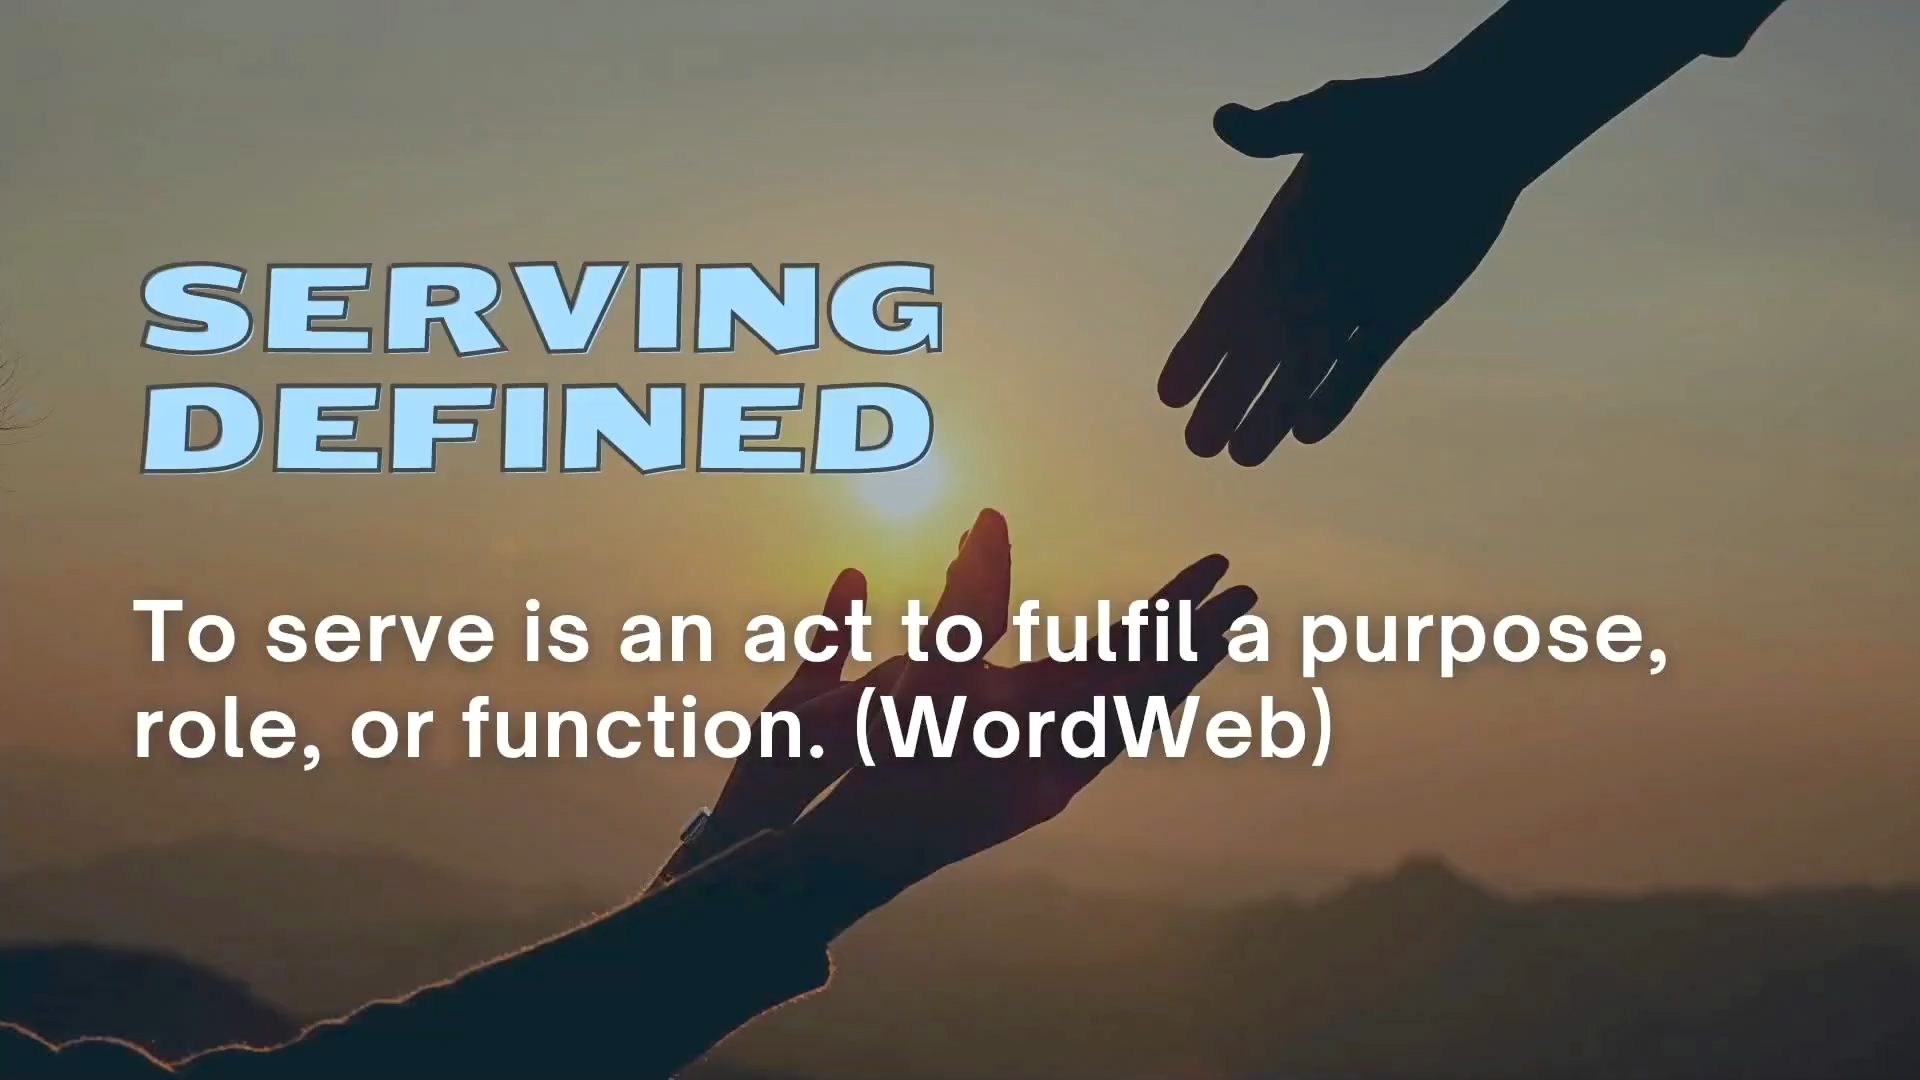 SERVING
DEFINED
To serve is an act to fulfil a purpose,
role, or function. (WordWeb)